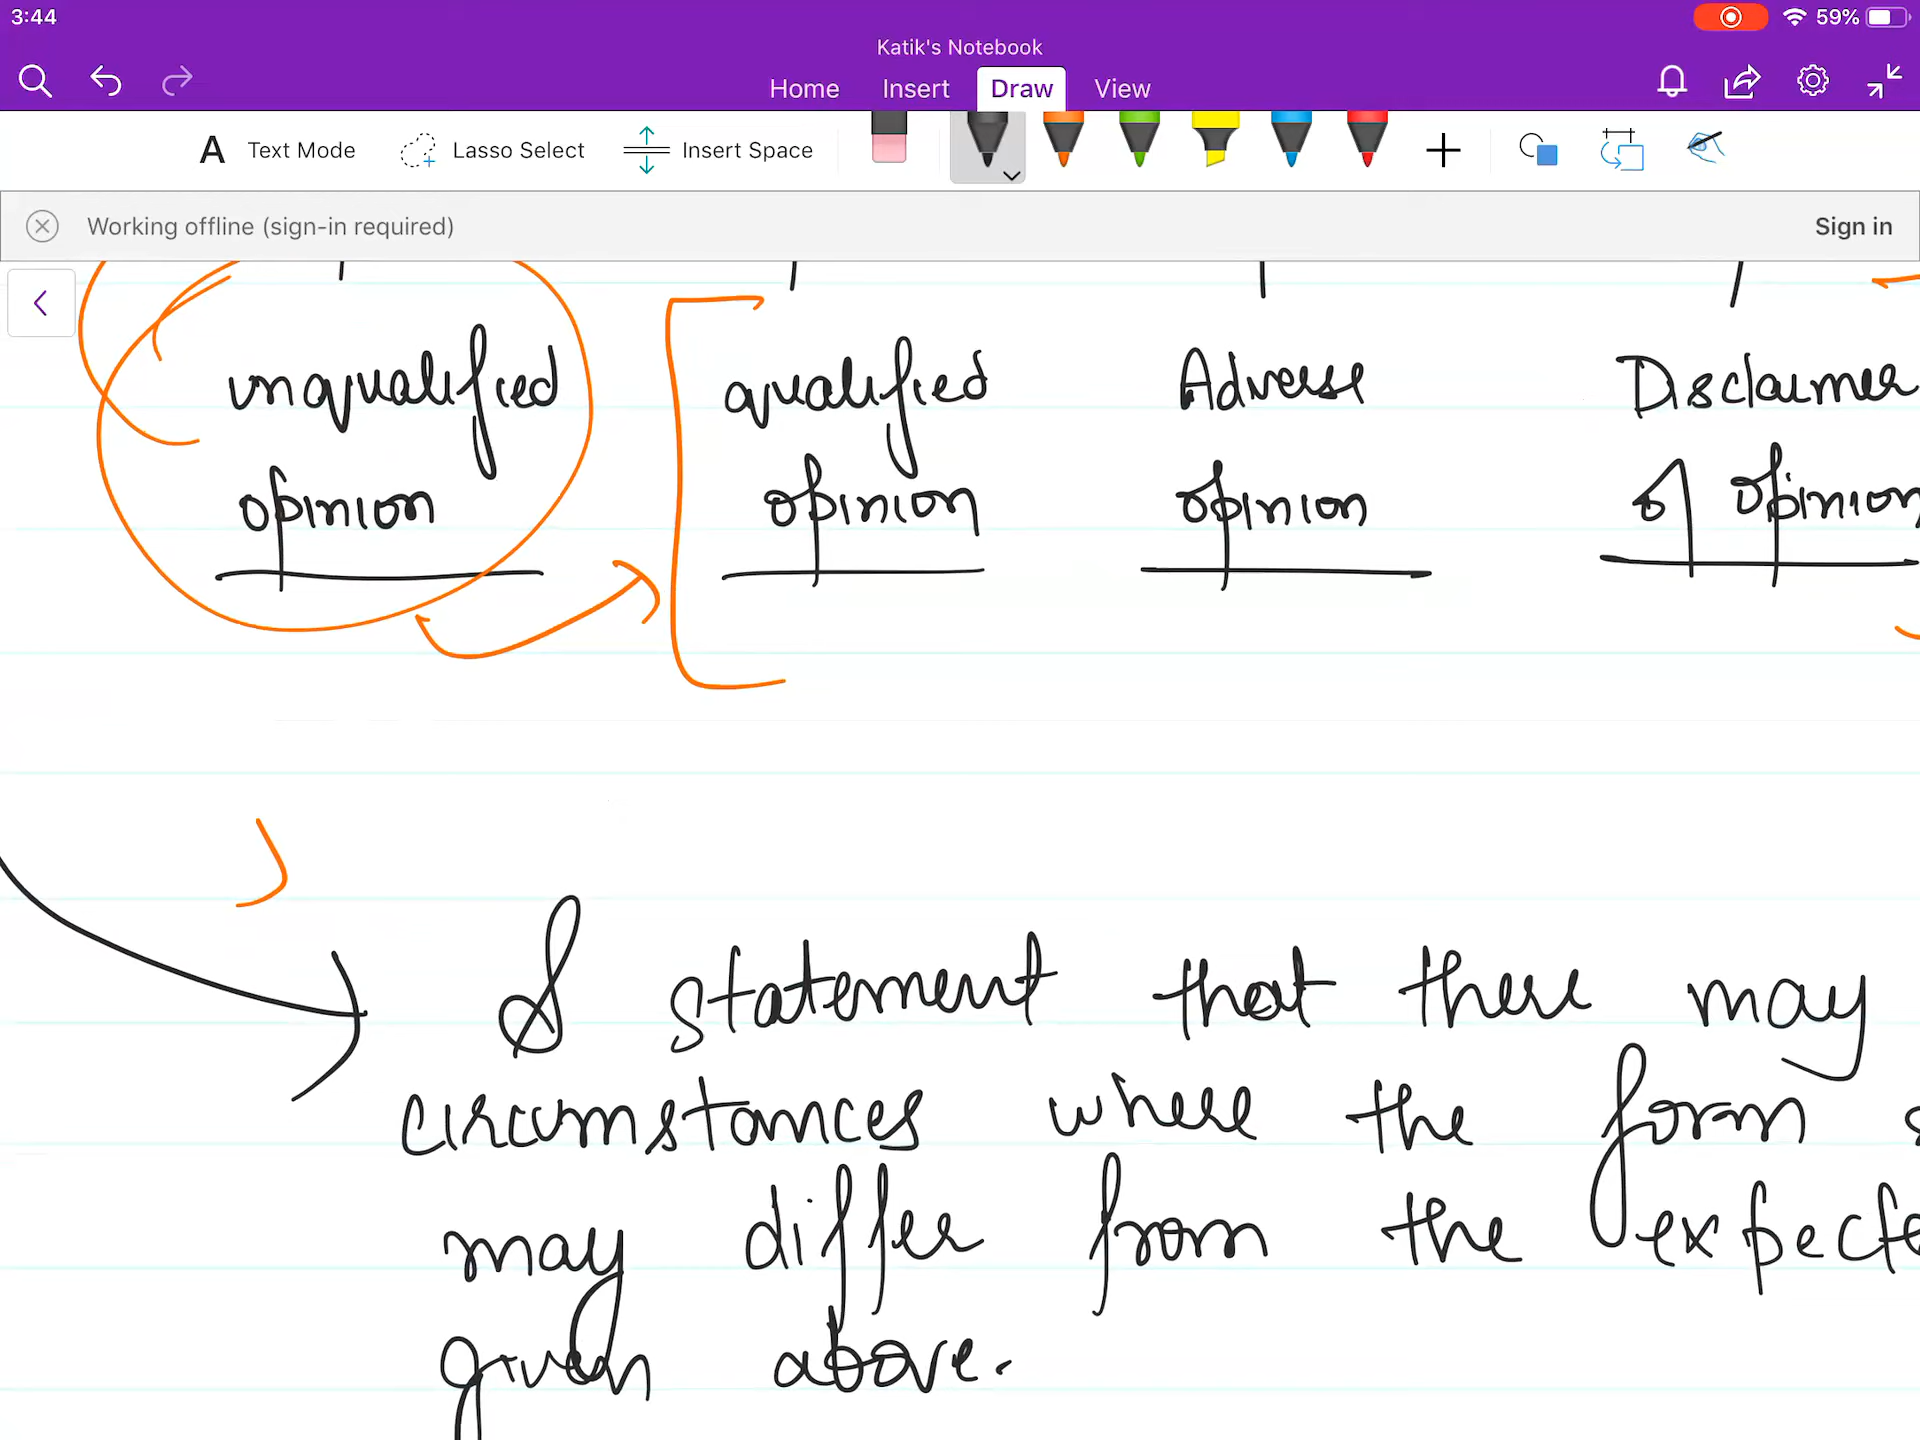 3:44
59%
Katik's Notebook
Home Insert Draw View
A Text Mode Lasso Select Insert Space
Working offline (sign-in required) Sign in
unqualified qualified Adverse Disclaimer
opinion opinion opinion of opinion
& statement that there may
circumstances where the form
may differ from the expecte
given above.